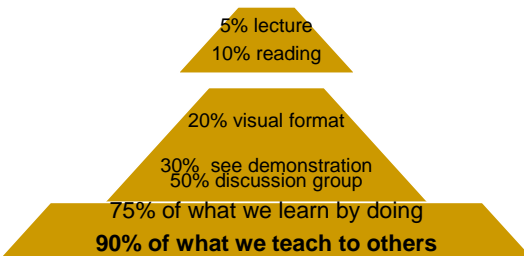 5% lecture
10% reading
20% visual format
30%  see demonstration
50% discussion group
75% of what we learn by doing
90% of what we teach to others